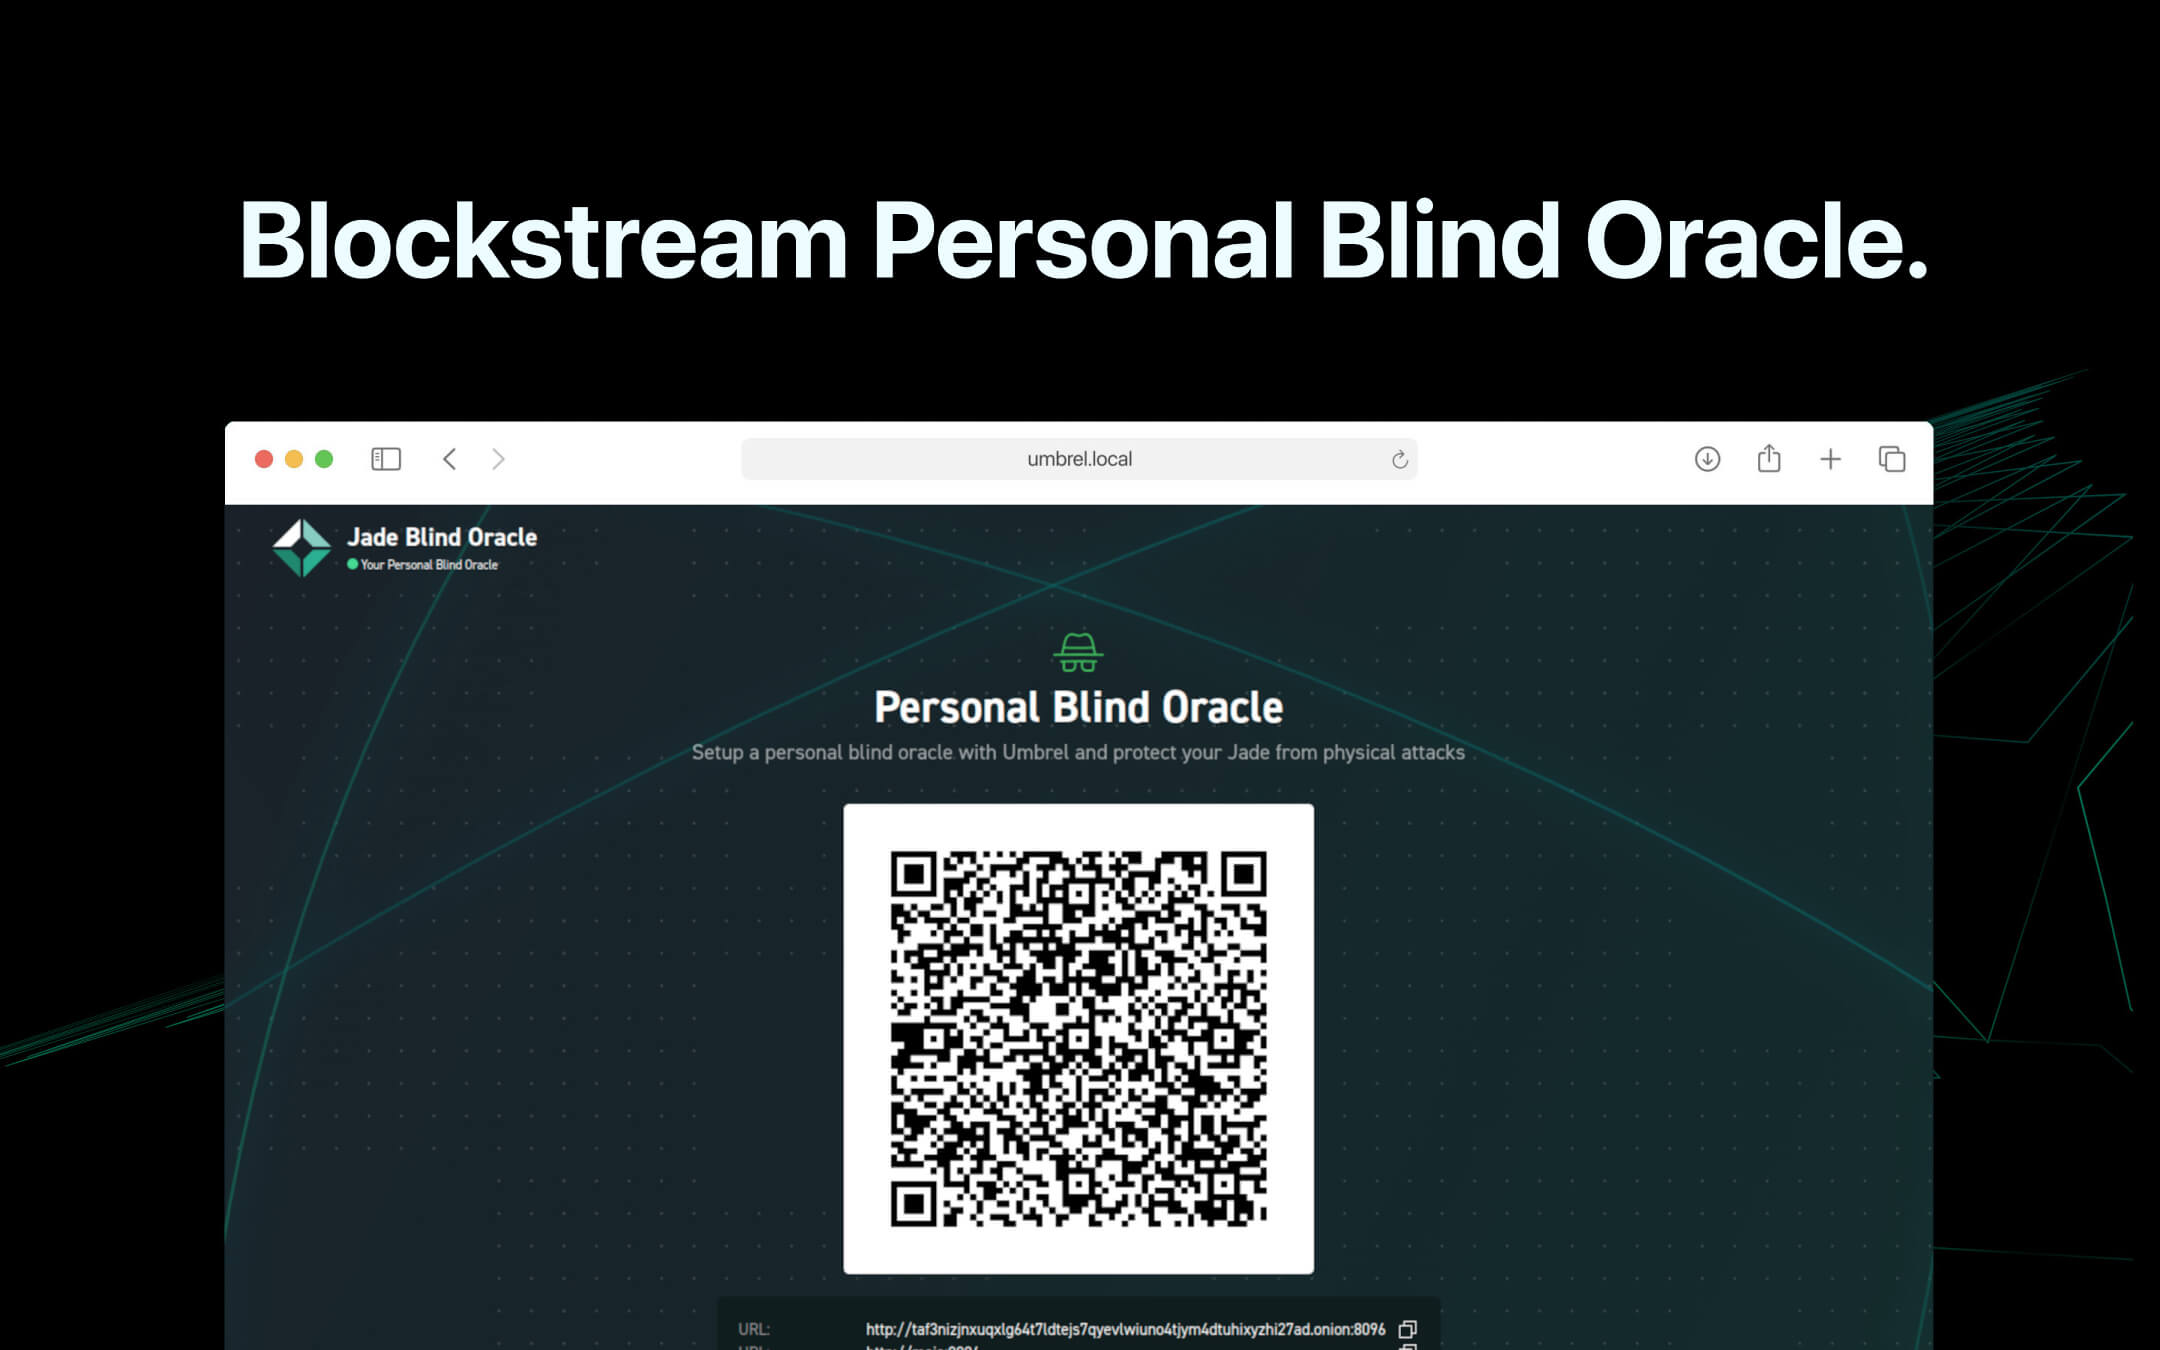 Blockstream Personal Blind Oracle.
umbrel.local
Jade Blind Oracle
Your Personal Blind Oracle
Personal Blind Oracle
Setup a personal blind oracle with Umbrel and protect your Jade from physical attacks
URL: http://taf3nizjnxuqxlg64t7ldtejs7qyevlwiuno4tjym4dtuhixyzhi27ad.onion:8096
URL: